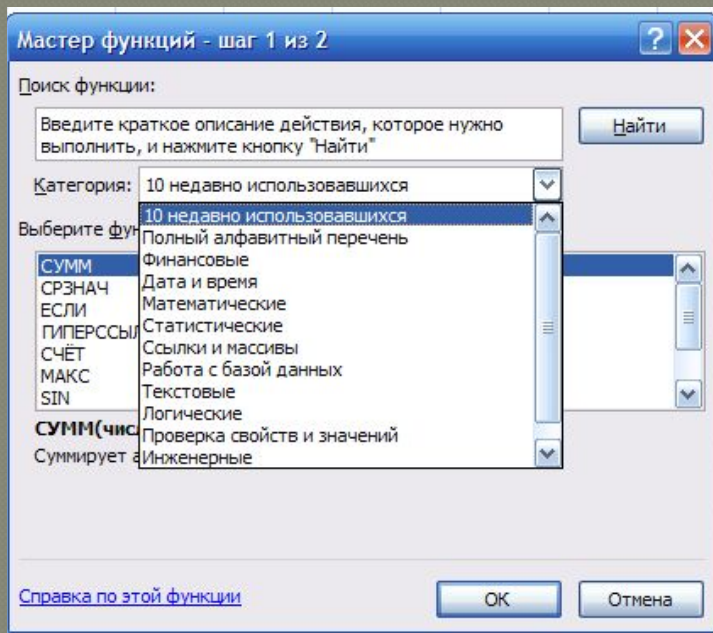 Мастер функций - шаг 1 из 2
Поиск функции:
Введите краткое описание действия, которое нужно
выполнить, и нажмите кнопку "Найти"
Найти
Категория: 10 недавно использовавшихся
10 недавно использовавшихся
Полный алфавитный перечень
Финансовые
Дата и время
Математические
Статистические
Ссылки и массивы
Работа с базой данных
Текстовые
Логические
Проверка свойств и значений
Инженерные
Выберите
СУММ
СРЗНАЧ
ЕСЛИ
СЧЁТ
МАКС
SIN
Суммирует
Справка по этой функции
ОК
Отмена